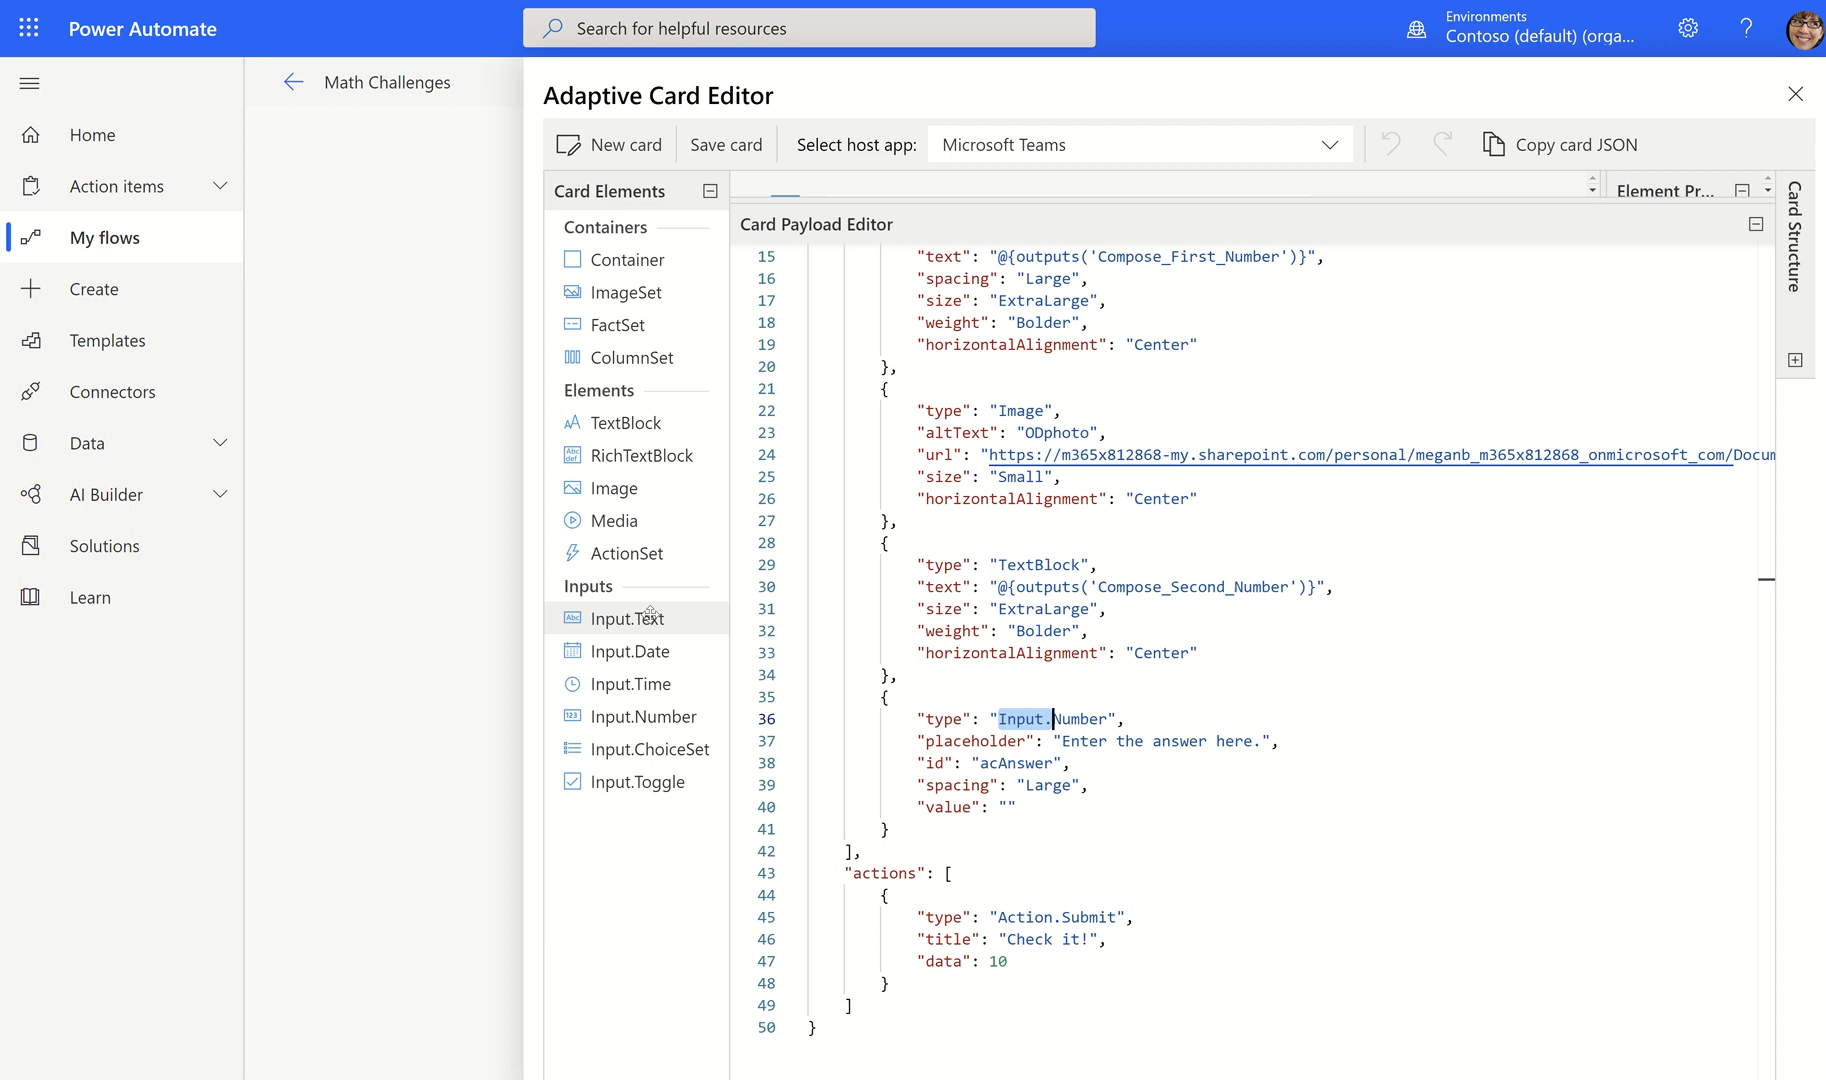 Power Automate
Search for helpful resources
Environments
Contoso (default) (orga...
?
Math Challenges
Home
Action items
My flows
Create
Templates
Connectors
Data
AI Builder
Solutions
Learn
Adaptive Card Editor
New card
Save card
Select host app:
Microsoft Teams
Copy card JSON
Card Elements
Containers
Container
ImageSet
FactSet
ColumnSet
Elements
TextBlock
RichTextBlock
Image
Media
ActionSet
Inputs
Input.Text
Input.Date
Input.Time
Input.Number
Input.ChoiceSet
Input.Toggle
Element Pr...
Card Structure
Card Payload Editor
15 "text": "@{outputs('Compose_First_Number')}",
16 "spacing": "Large",
17 "size": "ExtraLarge",
18 "weight": "Bolder",
19 "horizontalAlignment": "Center"
20 },
21 {
22 "type": "Image",
23 "altText": "ODphoto",
24 "url": "https://m365x812868-my.sharepoint.com/personal/meganb_m365x812868_onmicrosoft_com/Docum
25 "size": "Small",
26 "horizontalAlignment": "Center"
27 },
28 {
29 "type": "TextBlock",
30 "text": "@{outputs('Compose_Second_Number')}",
31 "size": "ExtraLarge",
32 "weight": "Bolder",
33 "horizontalAlignment": "Center"
34 },
35 {
36 "type": "Input.Number",
37 "placeholder": "Enter the answer here.",
38 "id": "acAnswer",
39 "spacing": "Large",
40 "value": ""
41 }
42 ],
43 "actions": [
44 {
45 "type": "Action.Submit",
46 "title": "Check it!",
47 "data": 10
48 }
49 ]
50 }